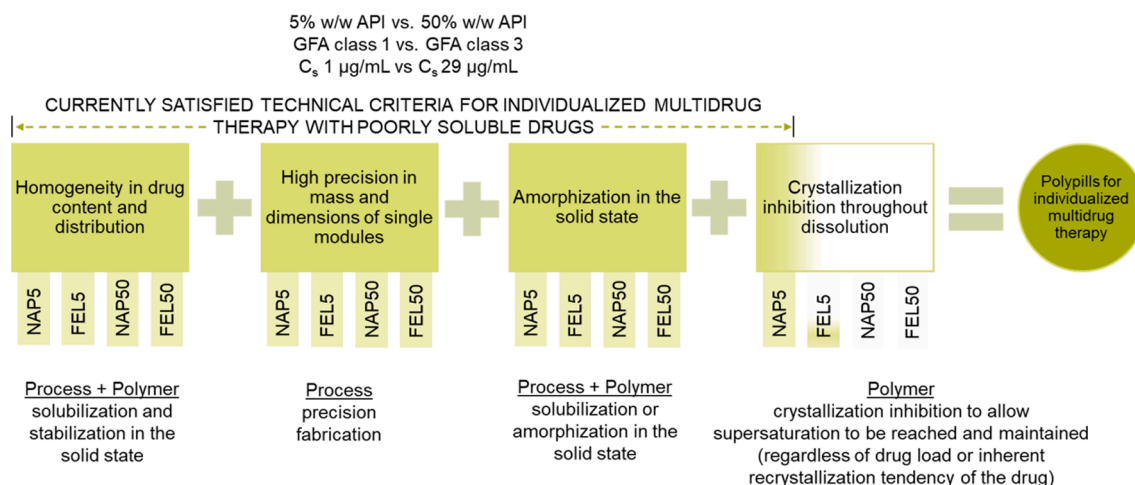 5% w/w API vs. 50% w/w API
GFA class 1 vs. GFA class 3
Cₛ 1 µg/mL vs Cₛ 29 µg/mL
CURRENTLY SATISFIED TECHNICAL CRITERIA FOR INDIVIDUALIZED MULTIDRUG
THERAPY WITH POORLY SOLUBLE DRUGS
Homogeneity in drug
content and
distribution
High precision in
mass and
dimensions of single
modules
Amorphization in the
solid state
Crystallization
inhibition throughout
dissolution
Polypills for
individualized
multidrug
therapy
NAP5
FEL5
NAP50
FEL50
NAP5
FEL5
NAP50
FEL50
NAP5
FEL5
NAP50
FEL50
NAP5
FEL5
NAP50
FEL50
Process + Polymer
solubilization and
stabilization in the
solid state
Process
precision
fabrication
Process + Polymer
solubilization or
amorphization in the
solid state
Polymer
crystallization inhibition to allow
supersaturation to be reached and maintained
(regardless of drug load or inherent
recrystallization tendency of the drug)